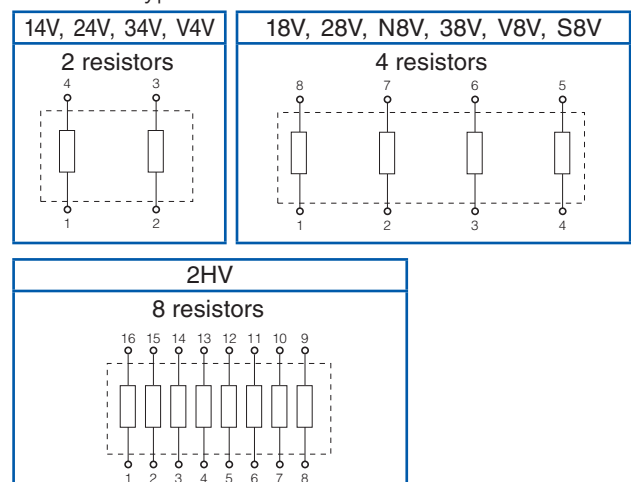 14V, 24V, 34V, V4V
2 resistors
4 3
1 2
18V, 28V, N8V, 38V, V8V, S8V
4 resistors
8 7 6 5
1 2 3 4
2HV
8 resistors
16 15 14 13 12 11 10 9
1 2 3 4 5 6 7 8